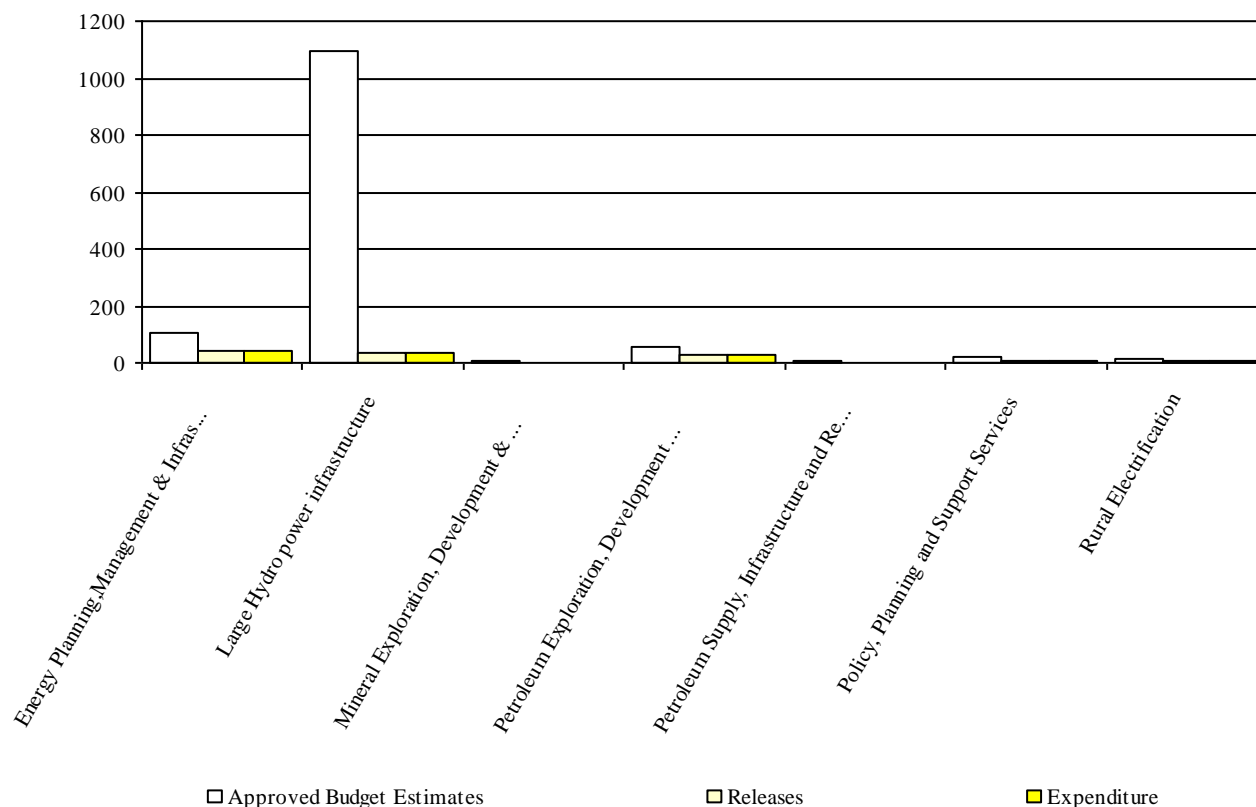 1200
1000
800
600
400
200
0
Energy Planning,Management & Infras...
Large Hydro power infrastructure
Mineral Exploration, Development & ...
Petroleum Exploration, Development ...
Petroleum Supply, Infrastructure and Re...
Policy, Planning and Support Services
Rural Electrification
Approved Budget Estimates
Releases
Expenditure